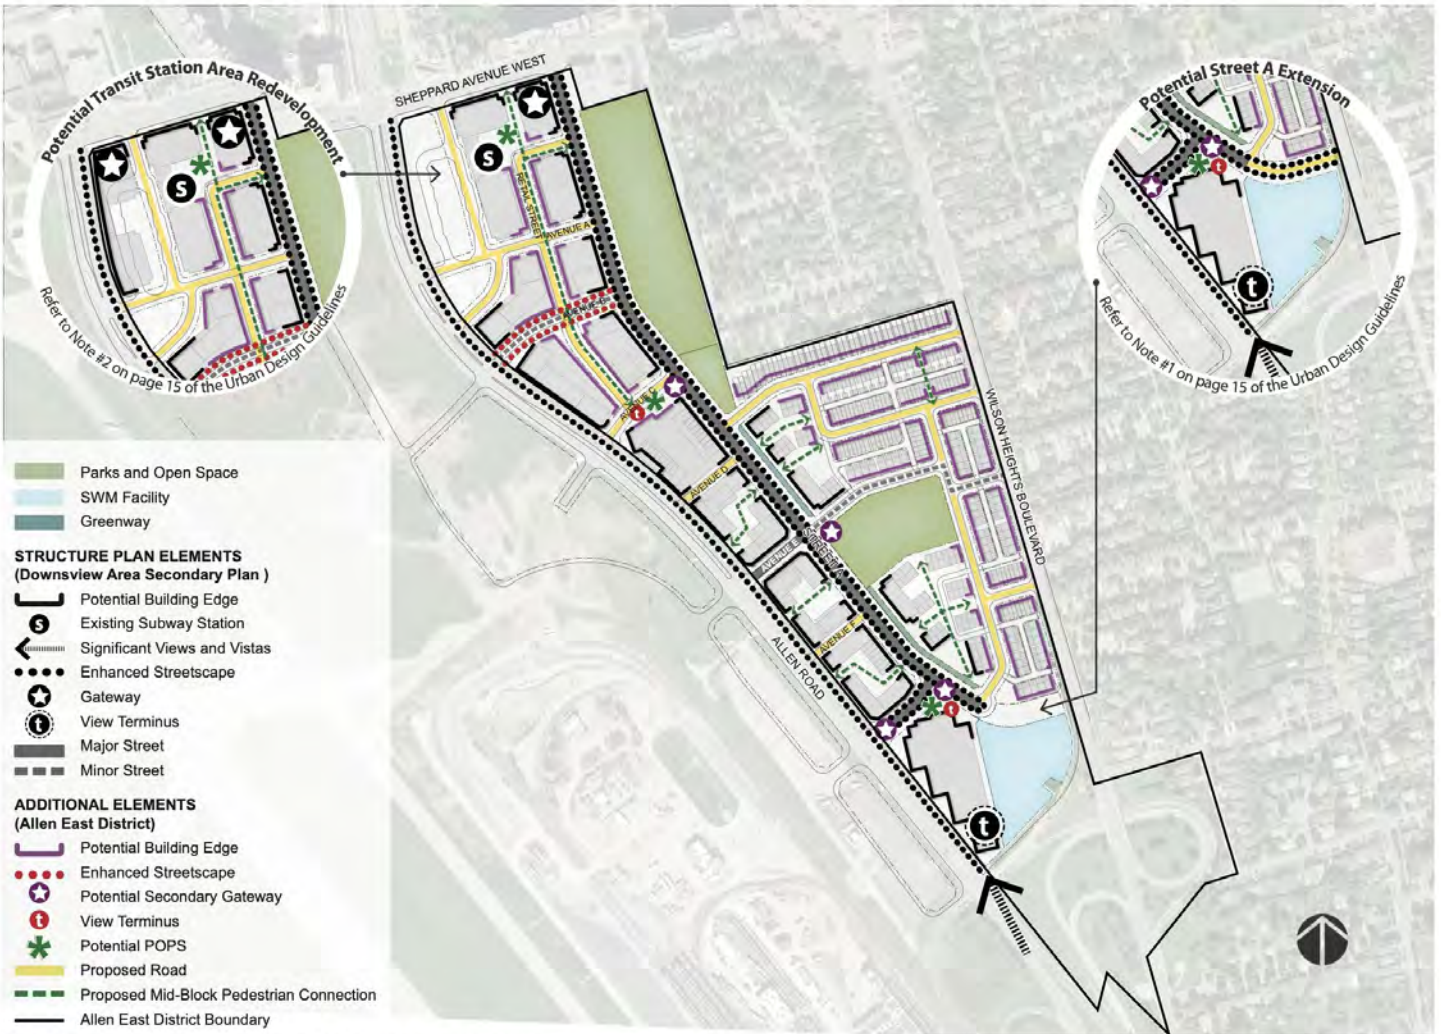 Potential Transit Station Area Redevelopment
Refer to Note #2 on page 15 of the Urban Design Guidelines
S
SHEPPARD AVENUE WEST
S
RETAIL STREET
AVENUE A
AVENUE B
AVENUE C
t
AVENUE D
STREET A
AVENUE E
AVENUE F
ALLEN ROAD
WILSON HEIGHTS BOULEVARD
t
t
Potential Street A Extension
t
t
Refer to Note #1 on page 15 of the Urban Design Guidelines
Parks and Open Space
SWM Facility
Greenway
STRUCTURE PLAN ELEMENTS
(Downsview Area Secondary Plan )
Potential Building Edge
S Existing Subway Station
Significant Views and Vistas
Enhanced Streetscape
Gateway
t View Terminus
Major Street
Minor Street
ADDITIONAL ELEMENTS
(Allen East District)
Potential Building Edge
Enhanced Streetscape
Potential Secondary Gateway
t View Terminus
Potential POPS
Proposed Road
Proposed Mid-Block Pedestrian Connection
Allen East District Boundary